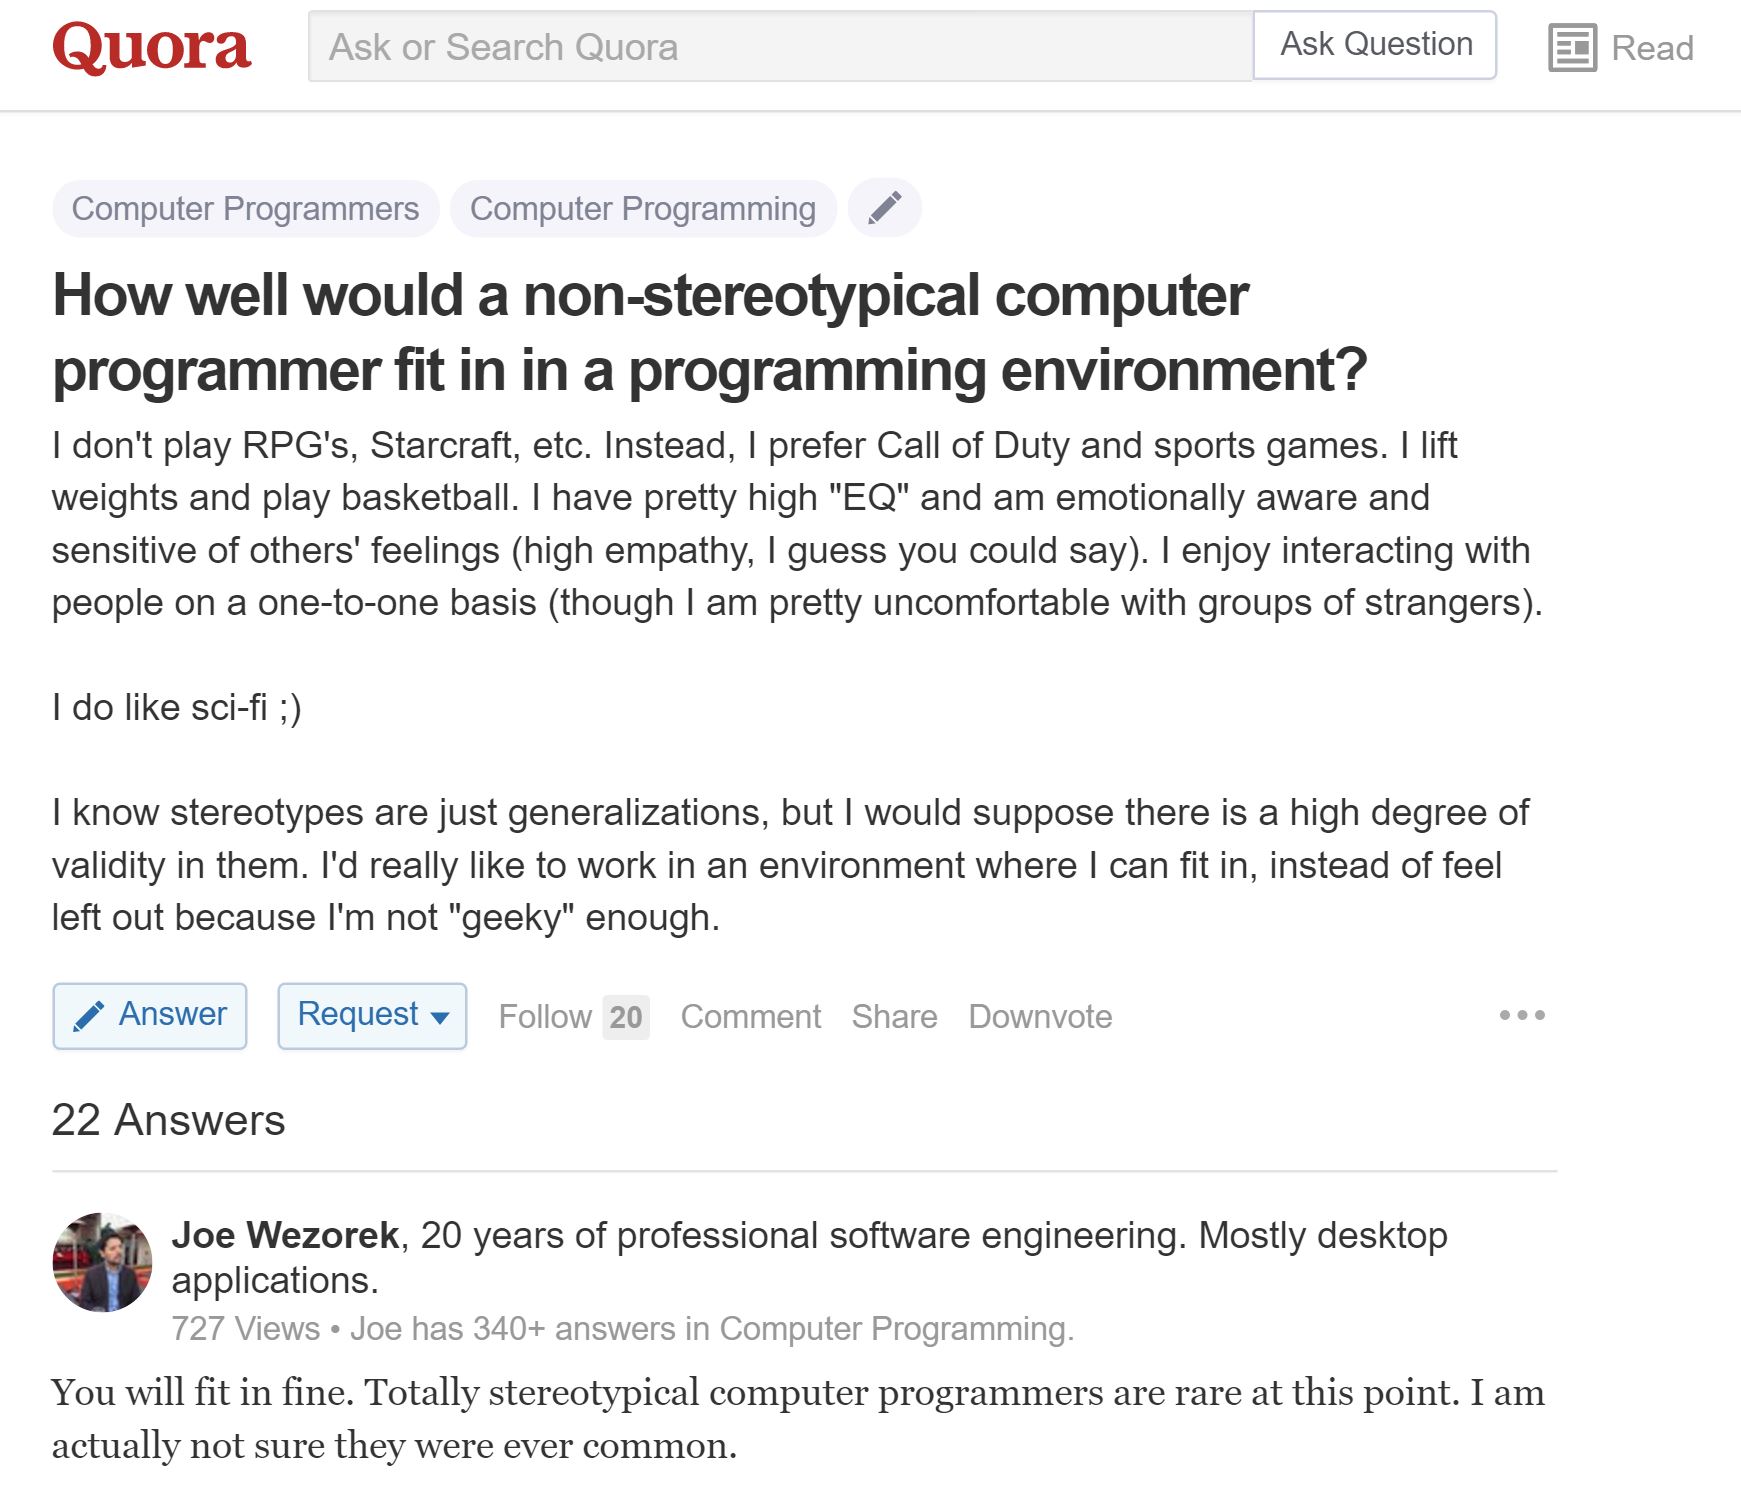 Quora
Ask or Search Quora
Ask Question
Read
Computer Programmers
Computer Programming
How well would a non-stereotypical computer
programmer fit in in a programming environment?
I don't play RPG's, Starcraft, etc. Instead, I prefer Call of Duty and sports games. I lift
weights and play basketball. I have pretty high "EQ" and am emotionally aware and
sensitive of others' feelings (high empathy, I guess you could say). I enjoy interacting with
people on a one-to-one basis (though I am pretty uncomfortable with groups of strangers).
I do like sci-fi ;)
I know stereotypes are just generalizations, but I would suppose there is a high degree of
validity in them. I'd really like to work in an environment where I can fit in, instead of feel
left out because I'm not "geeky" enough.
Answer
Request
Follow 20
Comment
Share
Downvote
22 Answers
Joe Wezorek, 20 years of professional software engineering. Mostly desktop
applications.
727 Views • Joe has 340+ answers in Computer Programming.
You will fit in fine. Totally stereotypical computer programmers are rare at this point. I am
actually not sure they were ever common.